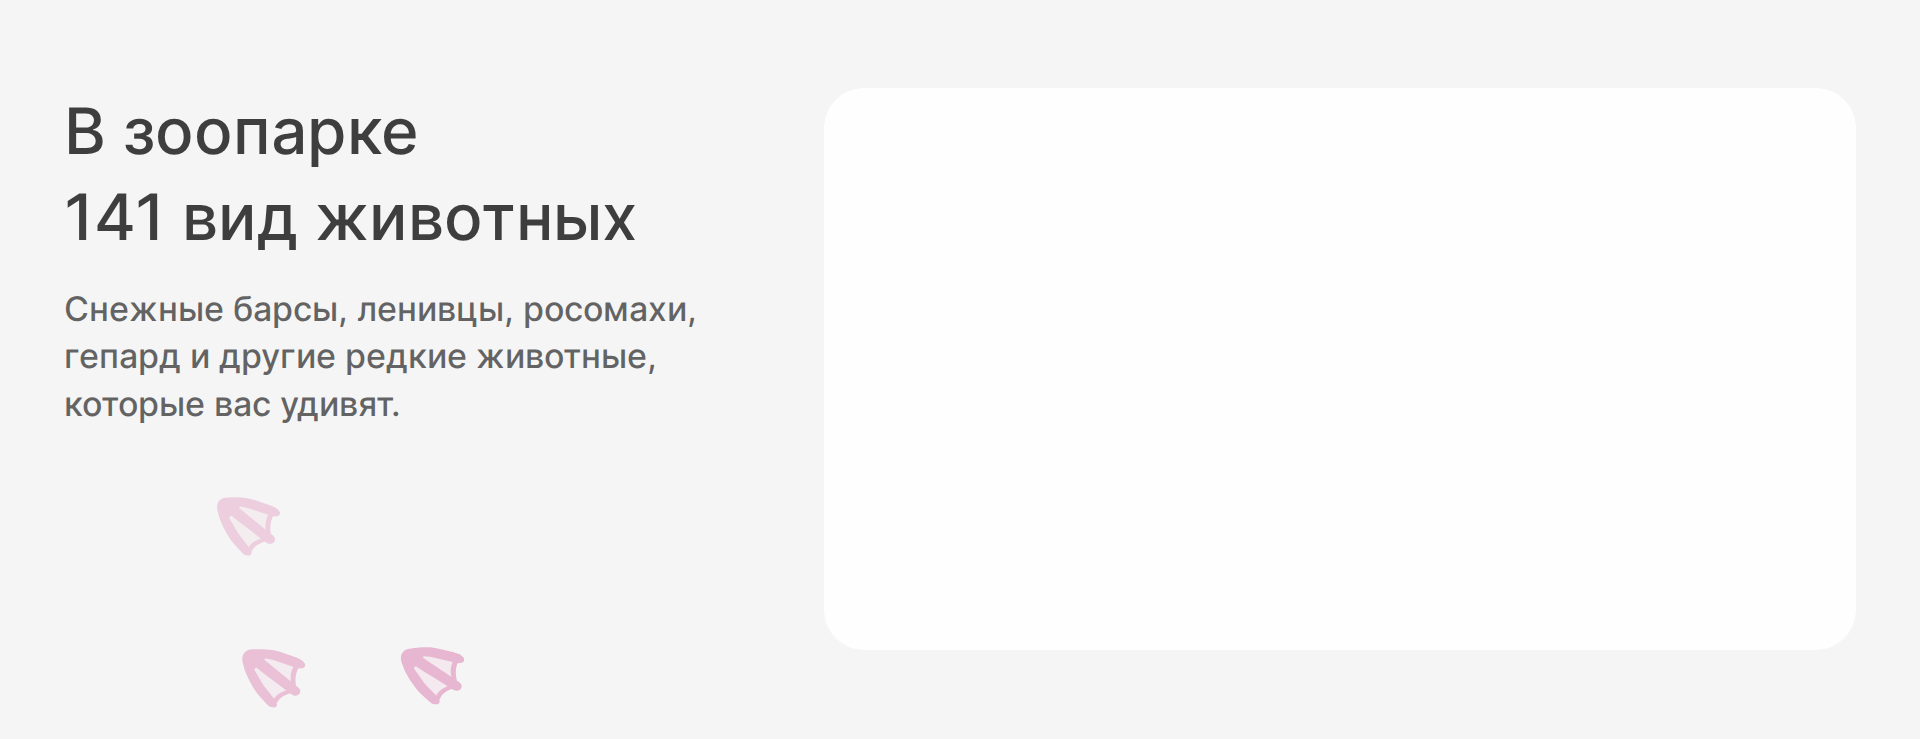 В зоопарке
141 вид животных
Снежные барсы, ленивцы, росомахи,
гепард и другие редкие животные,
которые вас удивят.